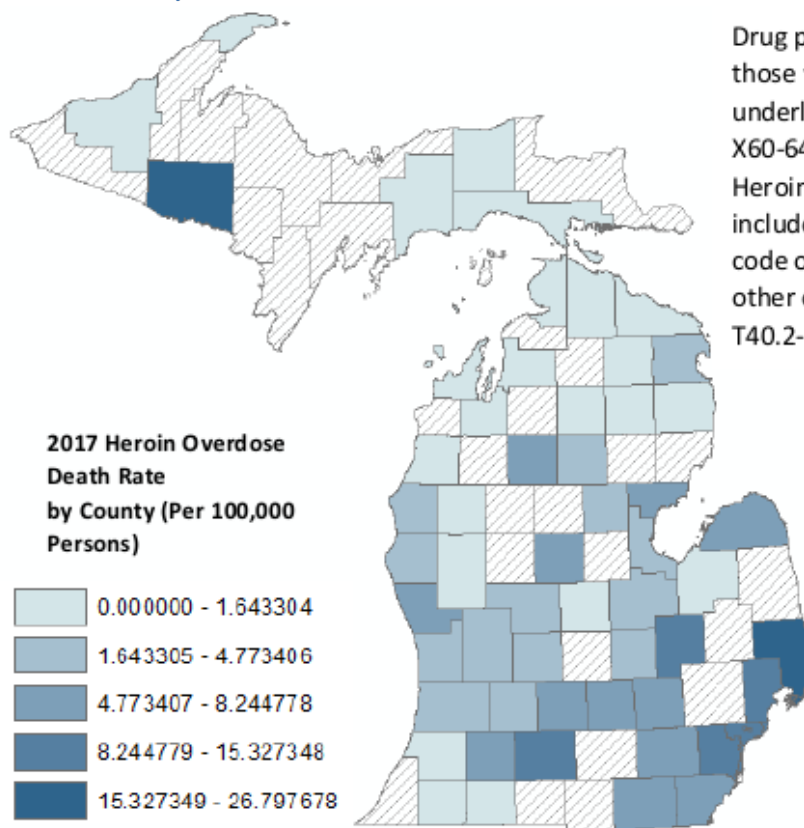 Drug p
those
underl
X60-64
Heroin
include
code o
other
T40.2-
2017 Heroin Overdose
Death Rate
by County (Per 100,000
Persons)
0.000000 - 1.643304
1.643305 - 4.773406
4.773407 - 8.244778
8.244779 - 15.327348
15.327349 - 26.797678